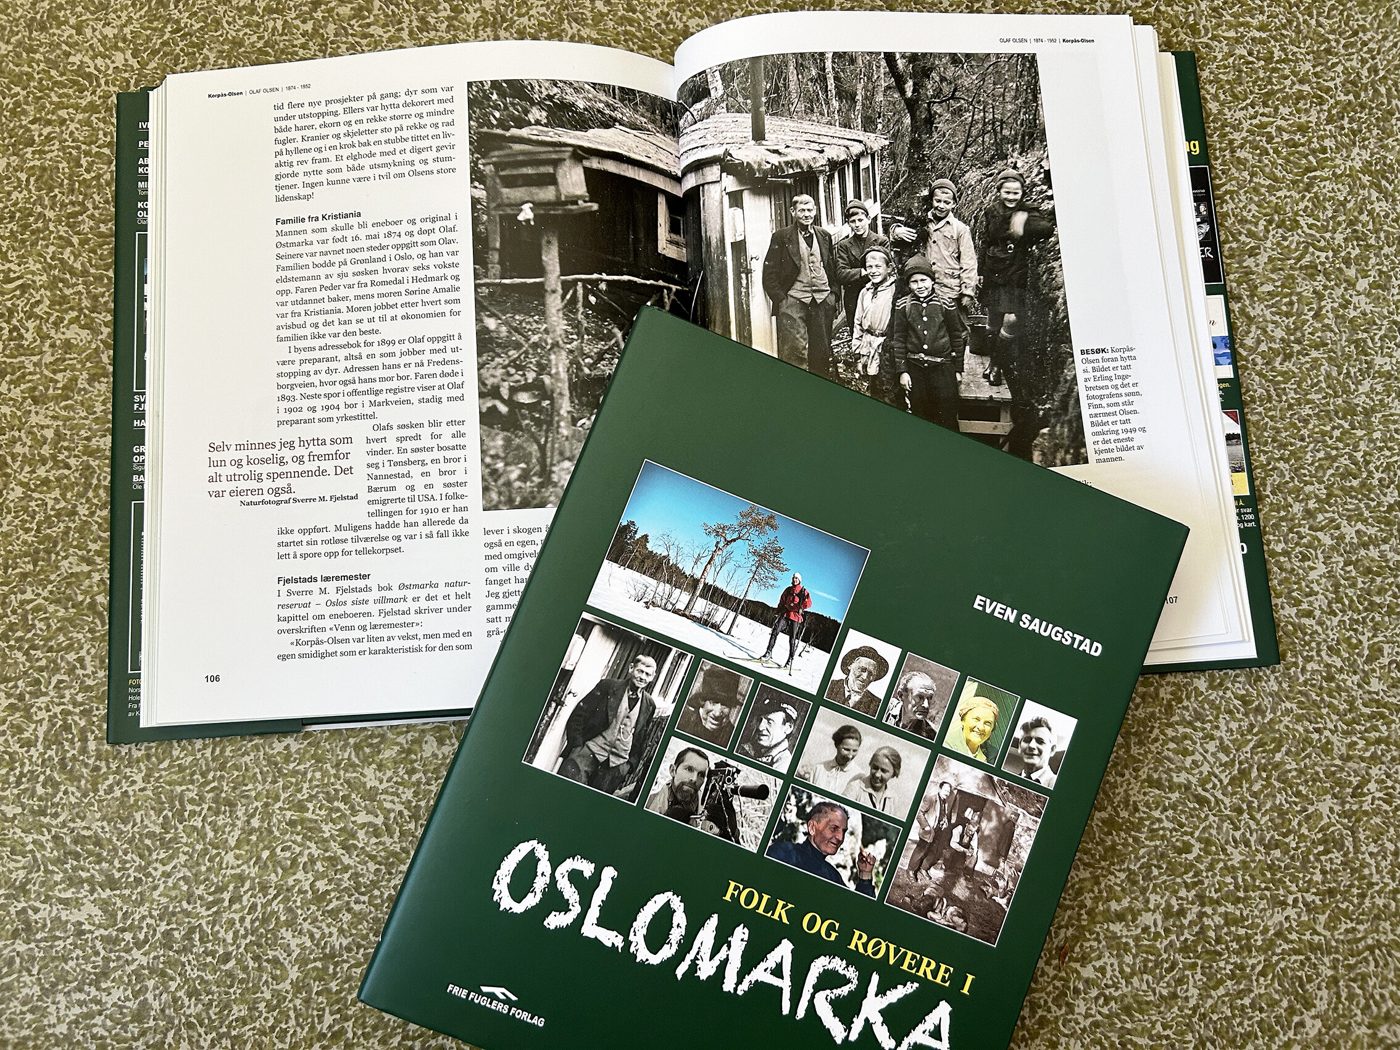 Korpås-Olsen | OLAF OLSEN | 1874 - 1952
tid flere nye prosjekter på gang; dyr som var
under utstopping. Ellers var hytta dekorert med
både harer, ekorn og en rekke større og mindre
fugler. Kranier og skjeletter sto på rekke og rad
på hyllene og i en krok bak en stubbe tittet en liv-
aktig rev fram. Et elghode med et digert gevir
gjorde nytte som både utsmykning og stum-
tjener. Ingen kunne være i tvil om Olsens store
lidenskap!
Familie fra Kristiania
Mannen som skulle bli eneboer og original i
Østmarka var født 16. mai 1874 og døpt Olaf.
Seinere var navnet noen steder oppgitt som Olav.
Familien bodde på Grønland i Oslo, og han var
eldstemann av sju søsken hvorav seks vokste
opp. Faren Peder var fra Romedal i Hedmark og
var utdannet baker, mens moren Sørine Amalie
var fra Kristiania. Moren jobbet etter hvert som
avisbud og det kan se ut til at økonomien for
familien ikke var den beste.
I byens adressebok for 1899 er Olaf oppgitt å
være preparant, altså en som jobber med ut-
stopping av dyr. Adressen hans er nå Fredens-
borgveien, hvor også hans mor bor. Faren døde i
1893. Neste spor i offentlige registre viser at Olaf
i 1902 og 1904 bor i Markveien, stadig med
preparant som yrkestittel.
Olafs søsken blir etter
hvert spredt for alle
vinder. En søster bosatte
seg i Tønsberg, en bror i
Nannestad, en bror i
Bærum og en søster
emigrerte til USA. I folke-
tellingen for 1910 er han
ikke oppført. Muligens hadde han allerede da
startet sin rotløse tilværelse og var i så fall ikke
lett å spore opp for tellekorpset.
Selv minnes jeg hytta som
lun og koselig, og fremfor
alt utrolig spennende. Det
var eieren også.
Naturfotograf Sverre M. Fjelstad
Fjelstads læremester
I Sverre M. Fjelstads bok Østmarka natur-
reservat – Oslos siste villmark er det et helt
kapittel om eneboeren. Fjelstad skriver under
overskriften «Venn og læremester»:
«Korpås-Olsen var liten av vekst, men med en
egen smidighet som er karakteristisk for den som
106
lever i skogen
også en egen,
med omgivel
om ville dy
fanget har
Jeg gjett
gamme
satt m
OLAF OLSEN | 1874 - 1952 | Korpås-Olsen
BESØK: Korpås-
Olsen foran hytta
si. Bildet er tatt
av Erling Inge-
bretsen og det er
fotografens sønn,
Finn, som står
nærmest Olsen.
Bildet er tatt
omkring 1949 og
er det eneste
kjente bildet av
mannen.
107
EVEN SAUGSTAD
FOLK OG RØVERE I
OSLOMARKA
FRIE FUGLERS FORLAG